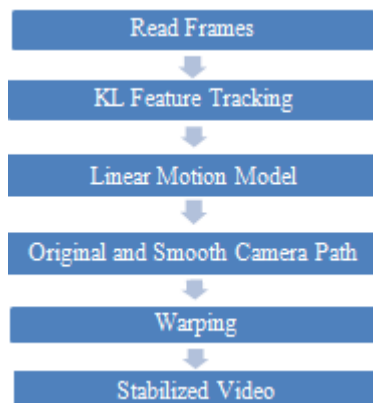 Read Frames
KL Feature Tracking
Linear Motion Model
Original and Smooth Camera Path
Warping
Stabilized Video